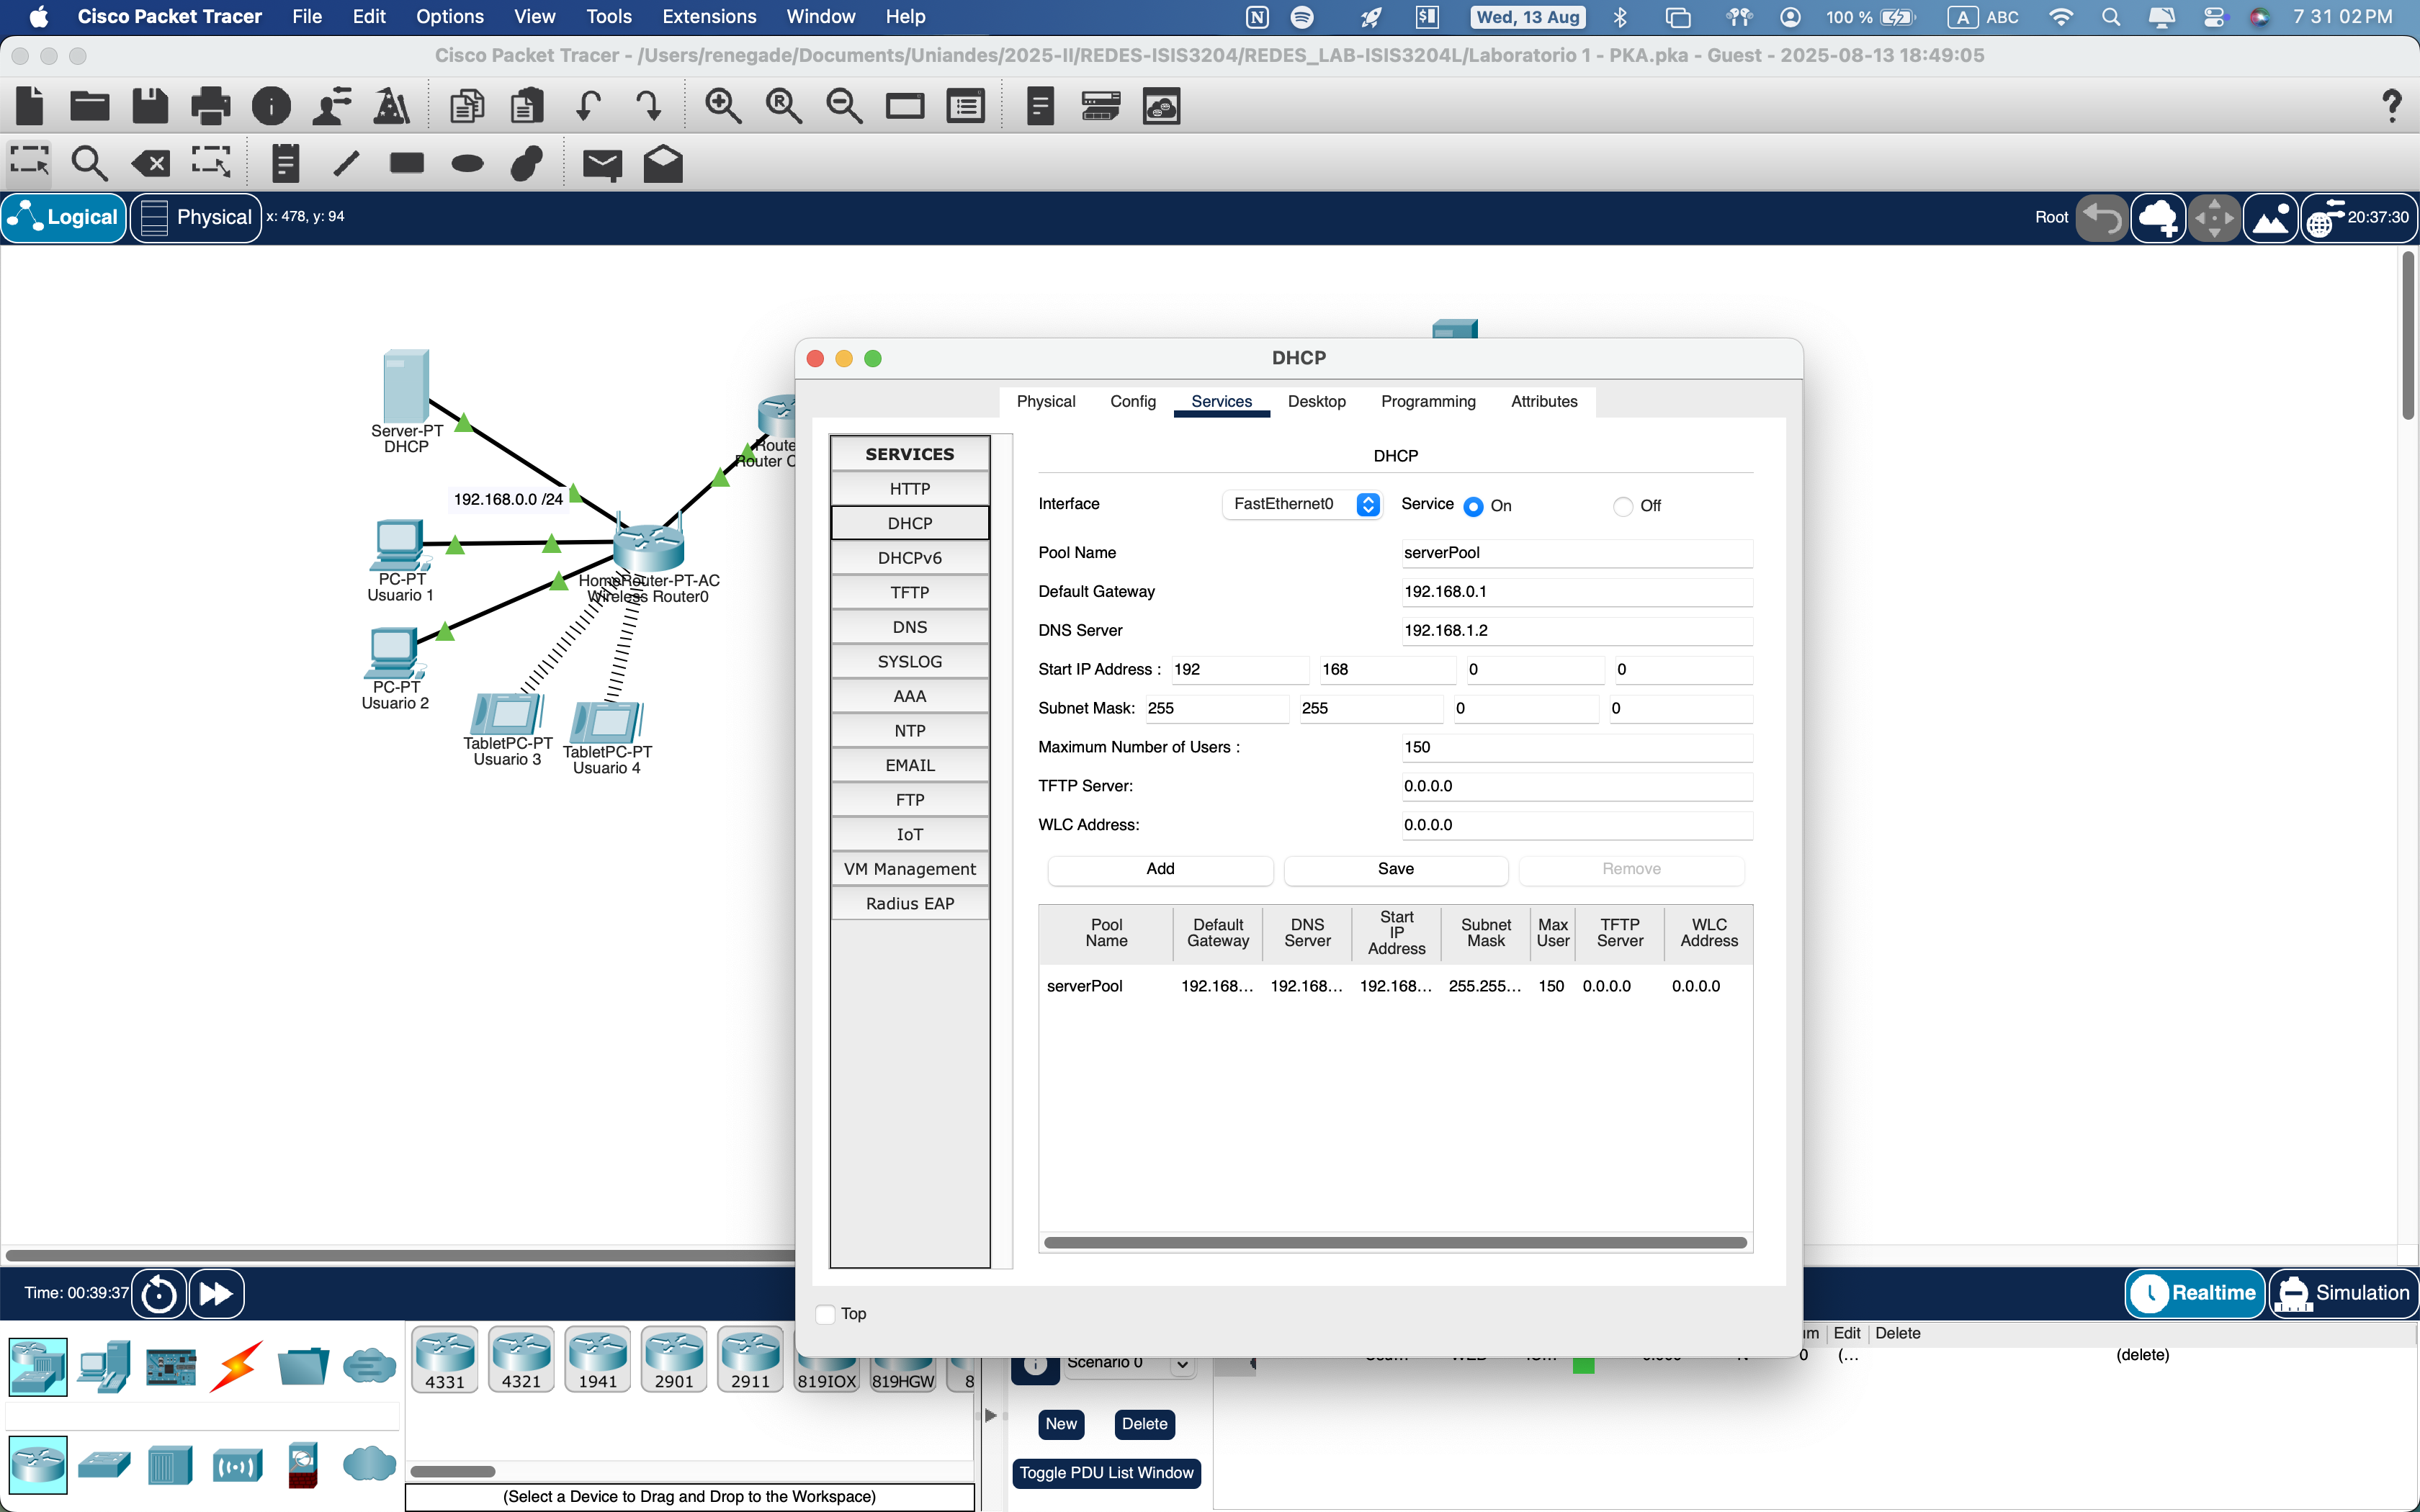 Cisco Packet Tracer File Edit Options View Tools Extensions Window Help Wed, 13 Aug 100 % A ABC 7 31 02 PM
Cisco Packet Tracer - /Users/renegade/Documents/Uniandes/2025-II/REDES-ISIS3204/REDES_LAB-ISIS3204L/Laboratorio 1 - PKA.pka - Guest - 2025-08-13 18:49:05
Logical Physical x: 478, y: 94 Root 20:37:30
Server-PT
DHCP
192.168.0.0 /24
PC-PT
Usuario 1
PC-PT
Usuario 2
HomeRouter-PT-AC
Wireless Router0
TabletPC-PT
Usuario 3
TabletPC-PT
Usuario 4
Route
Router C
DHCP
Physical Config Services Desktop Programming Attributes
SERVICES
HTTP
DHCP
DHCPv6
TFTP
DNS
SYSLOG
AAA
NTP
EMAIL
FTP
IoT
VM Management
Radius EAP
DHCP
Interface FastEthernet0 Service On Off
Pool Name serverPool
Default Gateway 192.168.0.1
DNS Server 192.168.1.2
Start IP Address : 192 168 0 0
Subnet Mask: 255 255 0 0
Maximum Number of Users : 150
TFTP Server: 0.0.0.0
WLC Address: 0.0.0.0
Add Save Remove
Pool Name Default Gateway DNS Server Start IP Address Subnet Mask Max User TFTP Server WLC Address
serverPool 192.168... 192.168... 192.168... 255.255... 150 0.0.0.0 0.0.0.0
Top
Time: 00:39:37
Realtime Simulation
4331 4321 1941 2901 2911 819IOX 819HGW 8
(Select a Device to Drag and Drop to the Workspace)
Scenario 0
New Delete
Toggle PDU List Window
Edit Delete
0 (... (delete)